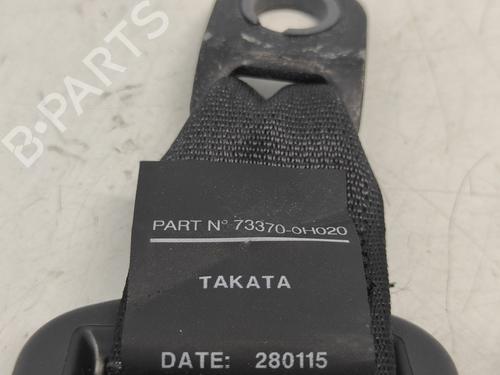 B-PARTS
PART N° 73370-0H020
TAKATA
DATE: 280115